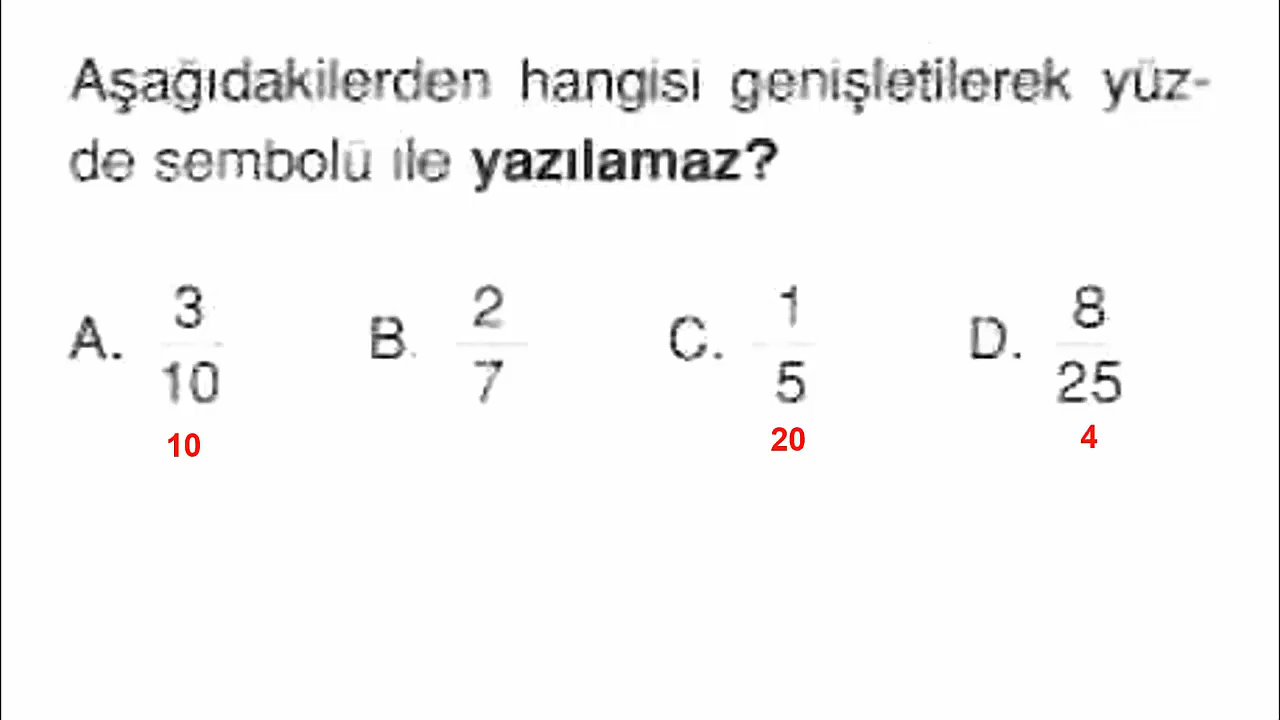 Aşağıdakilerden hangisi genişletilerek yüz-
de sembolü ile yazılamaz?
A. 3/10 B. 2/7 C. 1/5 D. 8/25
10 20 4